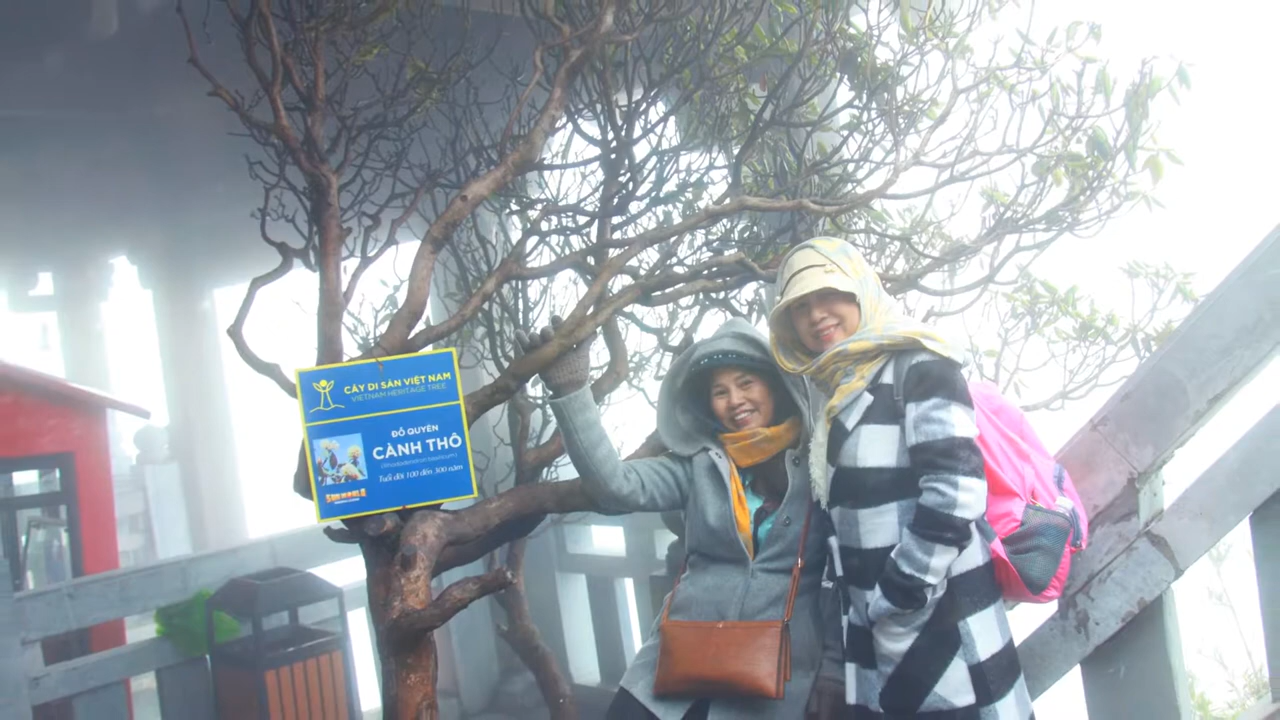 CÂY DI SẢN VIỆT NAM
VIETNAM HERITAGE TREE
ĐỖ QUYÊN
CÀNH THÔ
Tuổi đời 100 đến 300 năm